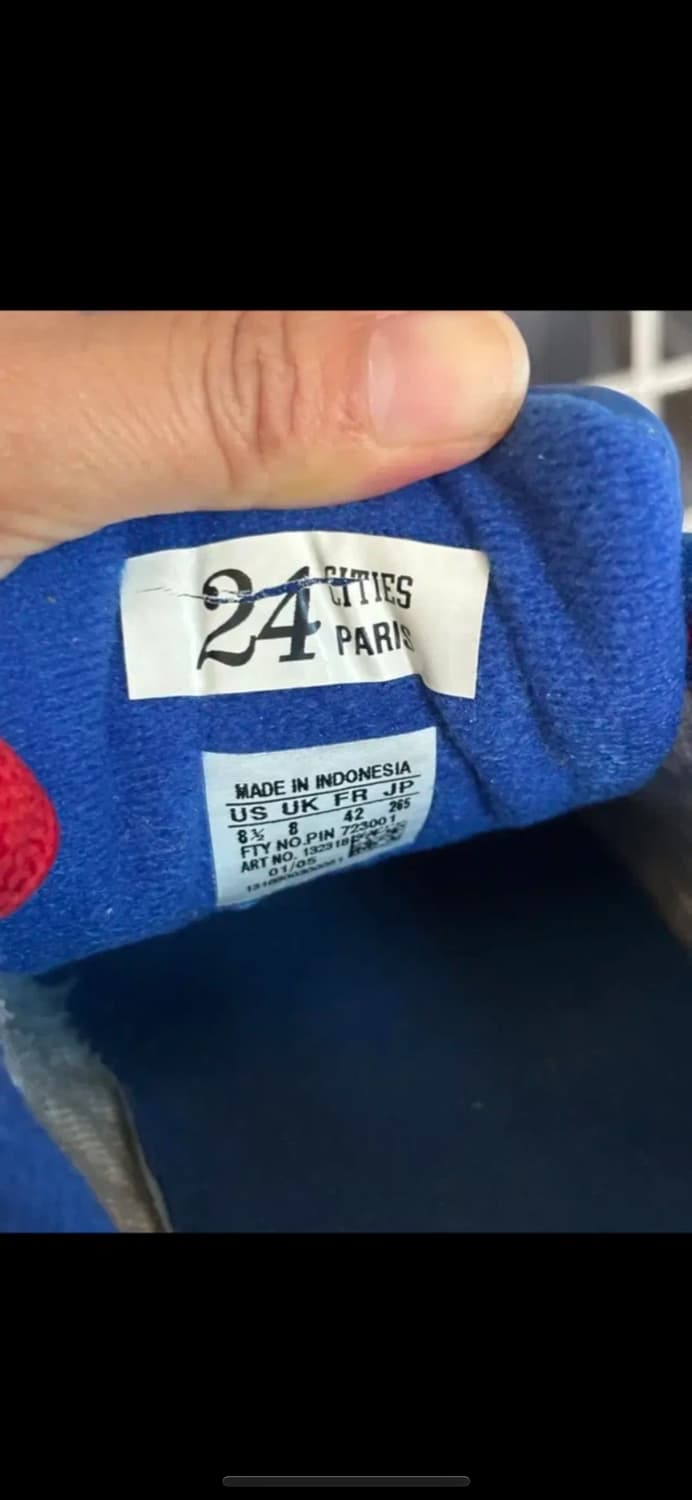 24 CITIES
PARIS
MADE IN INDONESIA
US UK FR JP
8½ 8 42 265
FTY NO.PIN 723001
ART NO. 132318
01/05